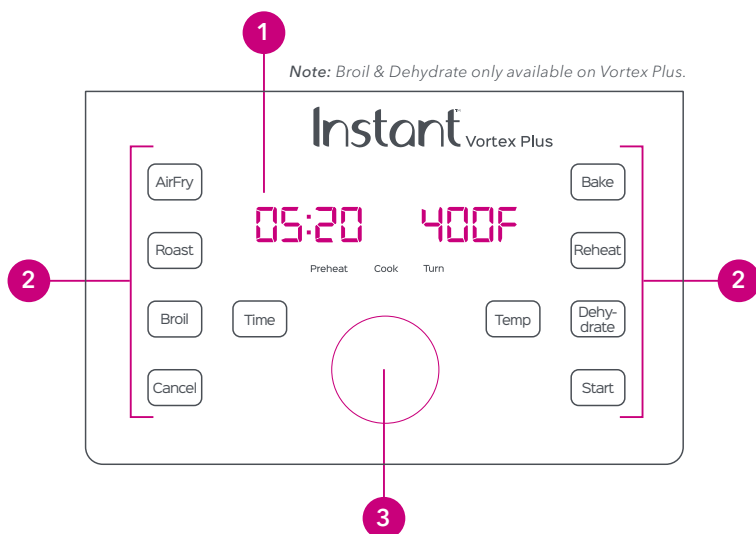 1
Note: Broil & Dehydrate only available on Vortex Plus.
Instant™ Vortex Plus
AirFry
Bake
05:20 400F
Roast
Reheat
Preheat Cook Turn
2
2
Broil
Time
Temp
Dehy-
drate
Cancel
Start
3